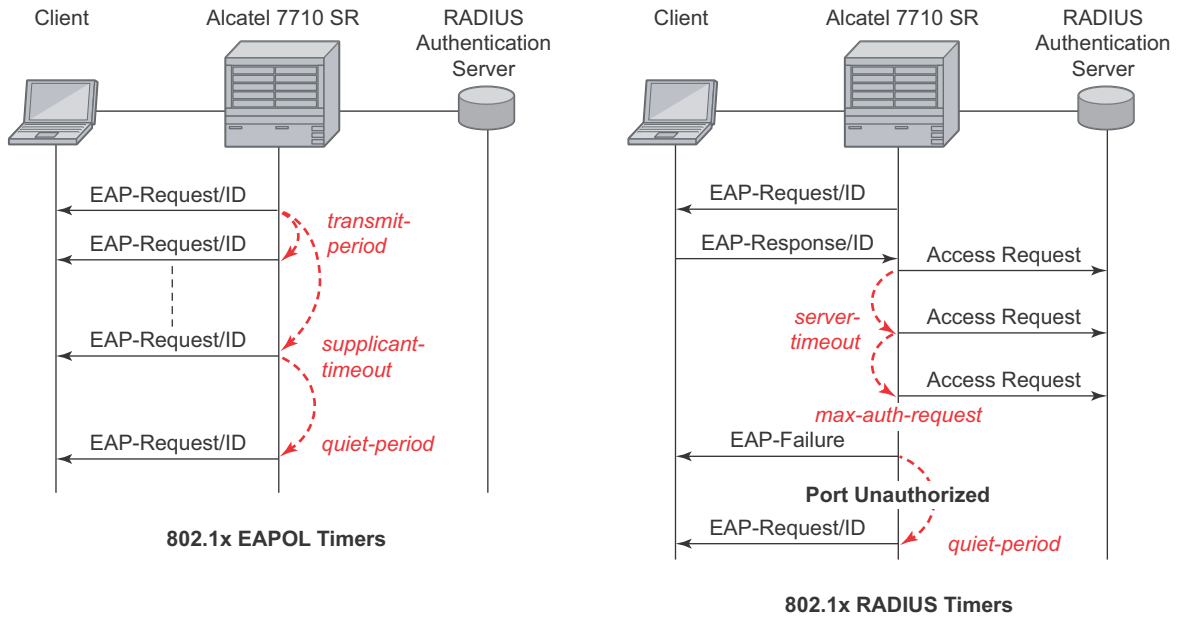 Client
Alcatel 7710 SR
RADIUS
Authentication
Server
EAP-Request/ID
transmit-
period
EAP-Request/ID
EAP-Request/ID
supplicant-
timeout
EAP-Request/ID
quiet-period
802.1x EAPOL Timers
Client
Alcatel 7710 SR
RADIUS
Authentication
Server
EAP-Request/ID
EAP-Response/ID
Access Request
server-
timeout
Access Request
Access Request
max-auth-request
EAP-Failure
Port Unauthorized
EAP-Request/ID
quiet-period
802.1x RADIUS Timers